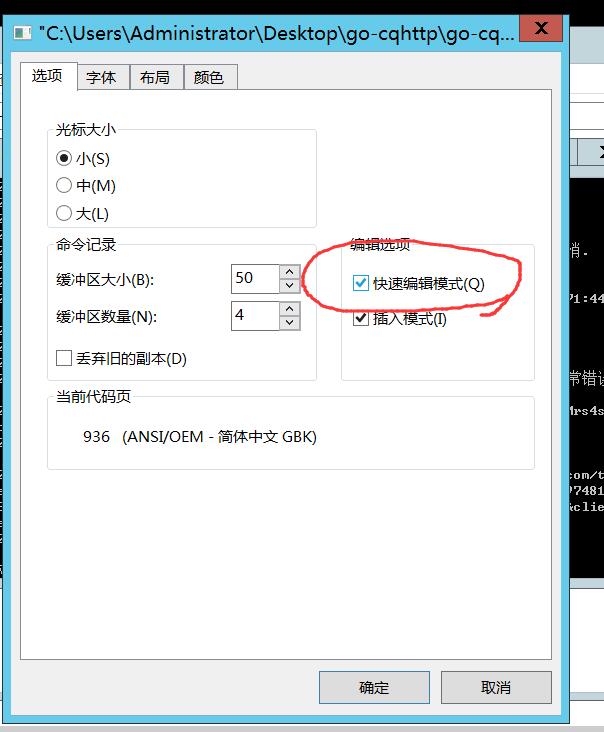 "C:\Users\Administrator\Desktop\go-cqhttp\go-cq...
选项 字体 布局 颜色
光标大小
小(S)
中(M)
大(L)
命令记录
缓冲区大小(B): 50
缓冲区数量(N): 4
丢弃旧的副本(D)
编辑选项
快速编辑模式(Q)
插入模式(I)
当前代码页
936 (ANSI/OEM - 简体中文 GBK)
确定 取消
71:44
常错误
Mrs4s
com/t
97481
&clie